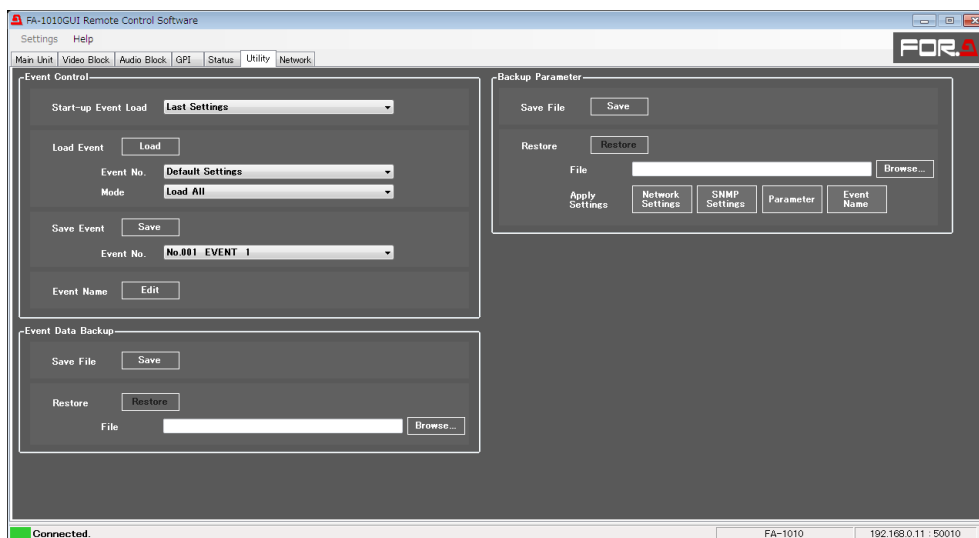 FA-1010GUI Remote Control Software
Settings Help
FOR.A
Main Unit Video Block Audio Block GPI Status Utility Network
Event Control
Start-up Event Load Last Settings
Load Event Load
Event No. Default Settings
Mode Load All
Save Event Save
Event No. No.001 EVENT 1
Event Name Edit
Event Data Backup
Save File Save
Restore Restore
File Browse...
Backup Parameter
Save File Save
Restore Restore
File Browse...
Apply Settings Network Settings SNMP Settings Parameter Event Name
Connected. FA-1010 192.168.0.11 : 50010